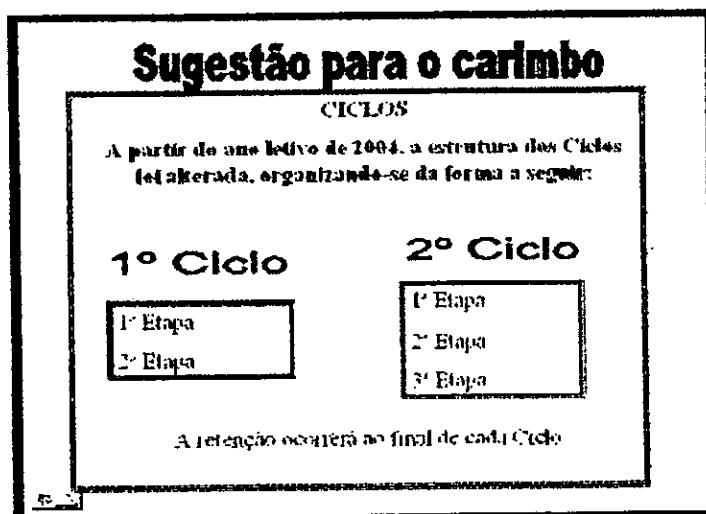 Sugestão para o carimbo
CICLOS
A partir do ano letivo de 2004, a estrutura dos Ciclos
foi alterada, organizando-se da forma a seguir:
1º Ciclo
1ª Etapa
2ª Etapa
2º Ciclo
1ª Etapa
2ª Etapa
3ª Etapa
A retenção ocorrerá ao final de cada Ciclo